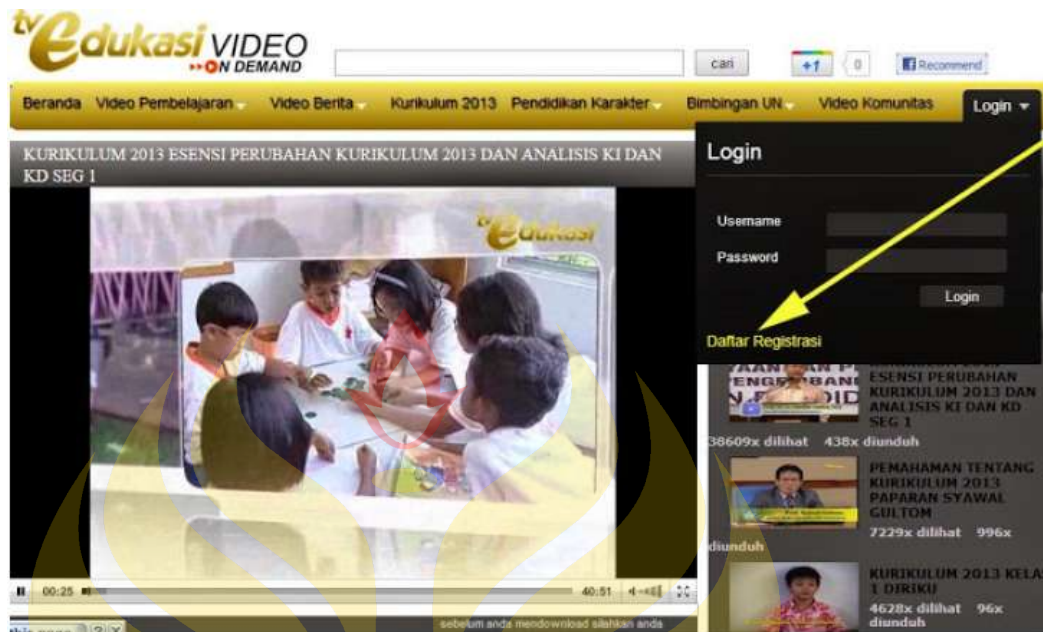 tv Edukasi VIDEO
ON DEMAND
cari
+1
0
Recommend
Beranda Video Pembelajaran Video Berita Kurikulum 2013 Pendidikan Karakter Bimbingan UN Video Komunitas Login
KURIKULUM 2013 ESENSI PERUBAHAN KURIKULUM 2013 DAN ANALISIS KI DAN
KD SEG 1
tv Edukasi
Login
Username
Password
Login
Daftar Registrasi
ESENSI PERUBAHAN
KURIKULUM 2013 DAN
ANALISIS KI DAN KD
SEG 1
38609x dilihat 438x diunduh
PEMAHAMAN TENTANG
KURIKULUM 2013
PAPARAN SYAWAL
GULTOM
7229x dilihat 996x
diunduh
KURIKULUM 2013 KELAS
1 DIRIKU
4628x dilihat 96x
diunduh
00:25
40:51
sebelum anda mendownload silahkan anda